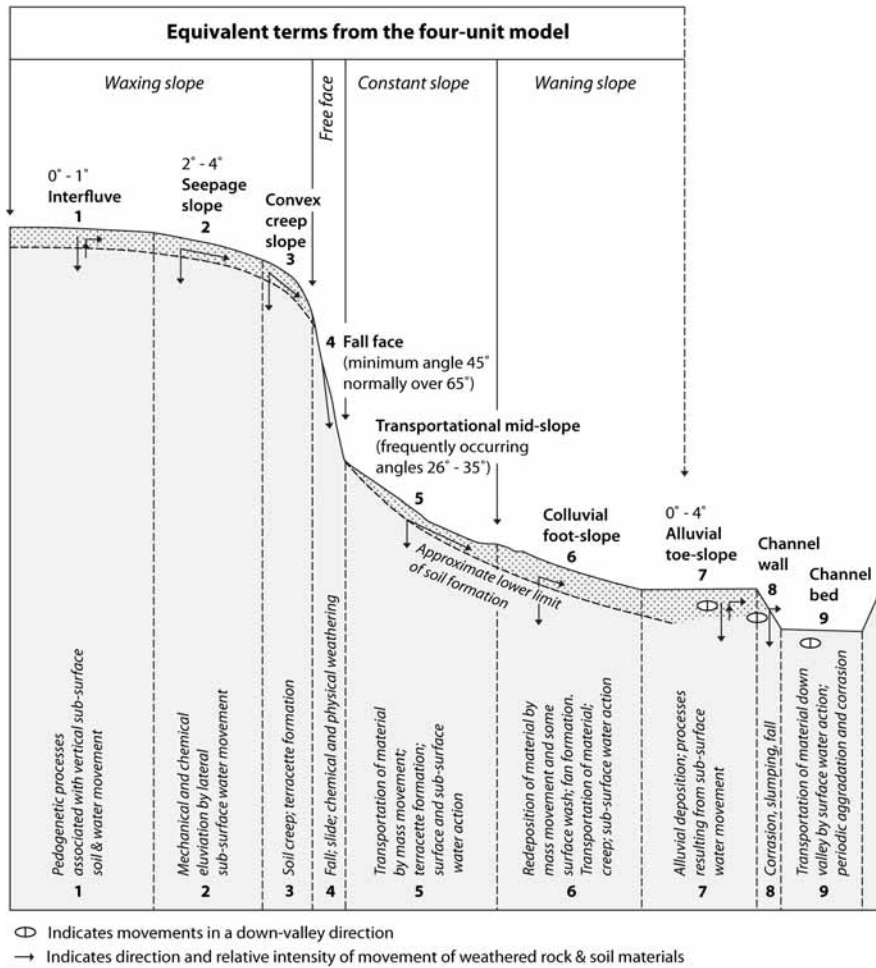 Equivalent terms from the four-unit model
Waxing slope
Free face
Constant slope
Waning slope
0° - 1°
Interfluve
1
2° - 4°
Seepage
slope
2
Convex
creep
slope
3
4 Fall face
(minimum angle 45°
normally over 65°)
Transportational mid-slope
(frequently occurring
angles 26° - 35°)
5
Approximate lower limit
of soil formation
Colluvial
foot-slope
6
0° - 4°
Alluvial
toe-slope
7
Channel
wall
8
Channel
bed
9
Pedogenetic processes
associated with vertical sub-surface
soil & water movement
1
Mechanical and chemical
eluviation by lateral
sub-surface water movement
2
Soil creep; terracette formation
3
Fall; slide; chemical and physical weathering
4
Transportation of material
by mass movement;
terracette formation;
surface and sub-surface
water action
5
Redeposition of material by
mass movement and some
surface wash; fan formation.
Transportation of material;
creep; sub-surface water action
6
Alluvial deposition; processes
resulting from sub-surface
water movement
7
Corrasion, slumping, fall
8
Transportation of material down
valley by surface water action;
periodic aggradation and corrosion
9
Indicates movements in a down-valley direction
Indicates direction and relative intensity of movement of weathered rock & soil materials